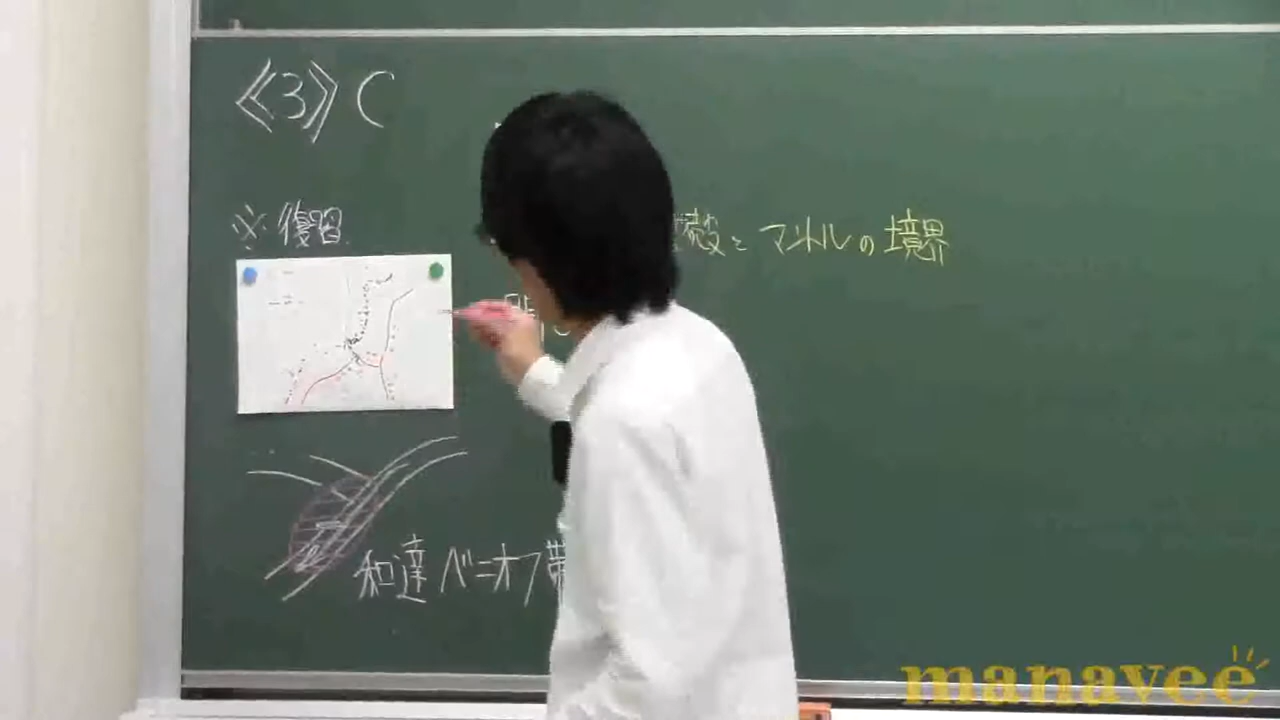 《3》C
※復習
殻とマントルの境界
和達ベニオフ帯
manavee